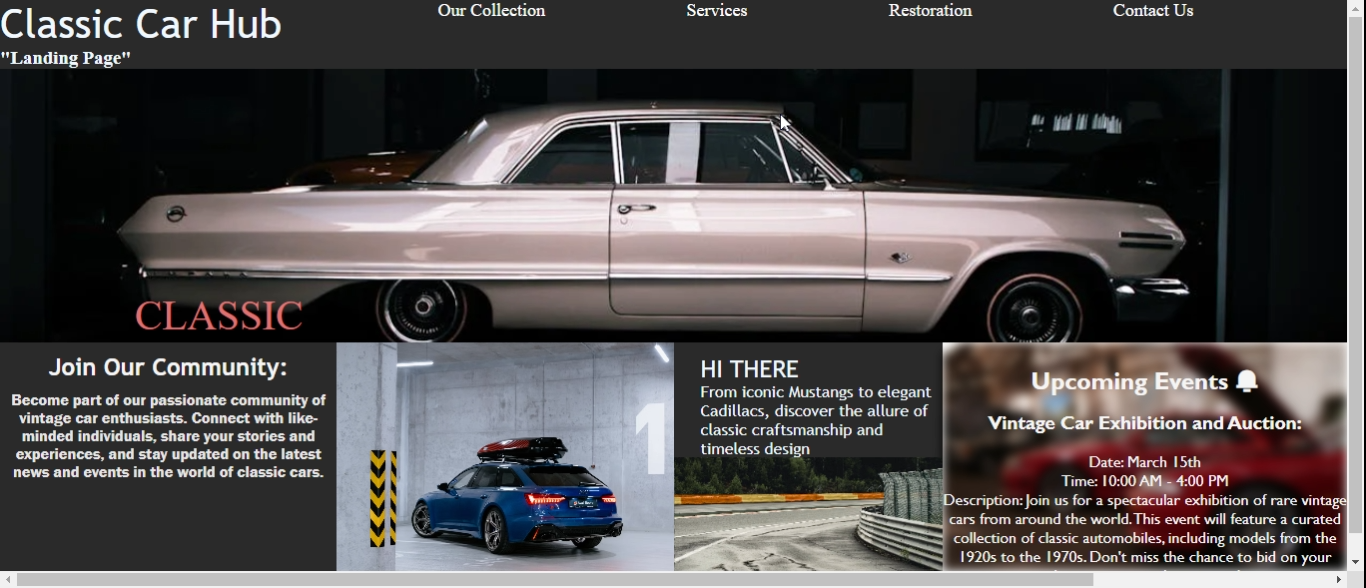 Classic Car Hub
Our Collection
Services
Restoration
Contact Us
"Landing Page"
CLASSIC
Join Our Community:
Become part of our passionate community of
vintage car enthusiasts. Connect with like-
minded individuals, share your stories and
experiences, and stay updated on the latest
news and events in the world of classic cars.
1
HI THERE
From iconic Mustangs to elegant
Cadillacs, discover the allure of
classic craftsmanship and
timeless design
Upcoming Events
Vintage Car Exhibition and Auction:
Date: March 15th
Time: 10:00 AM - 4:00 PM
Description: Join us for a spectacular exhibition of rare vintage
cars from around the world. This event will feature a curated
collection of classic automobiles, including models from the
1920s to the 1970s. Don't miss the chance to bid on your